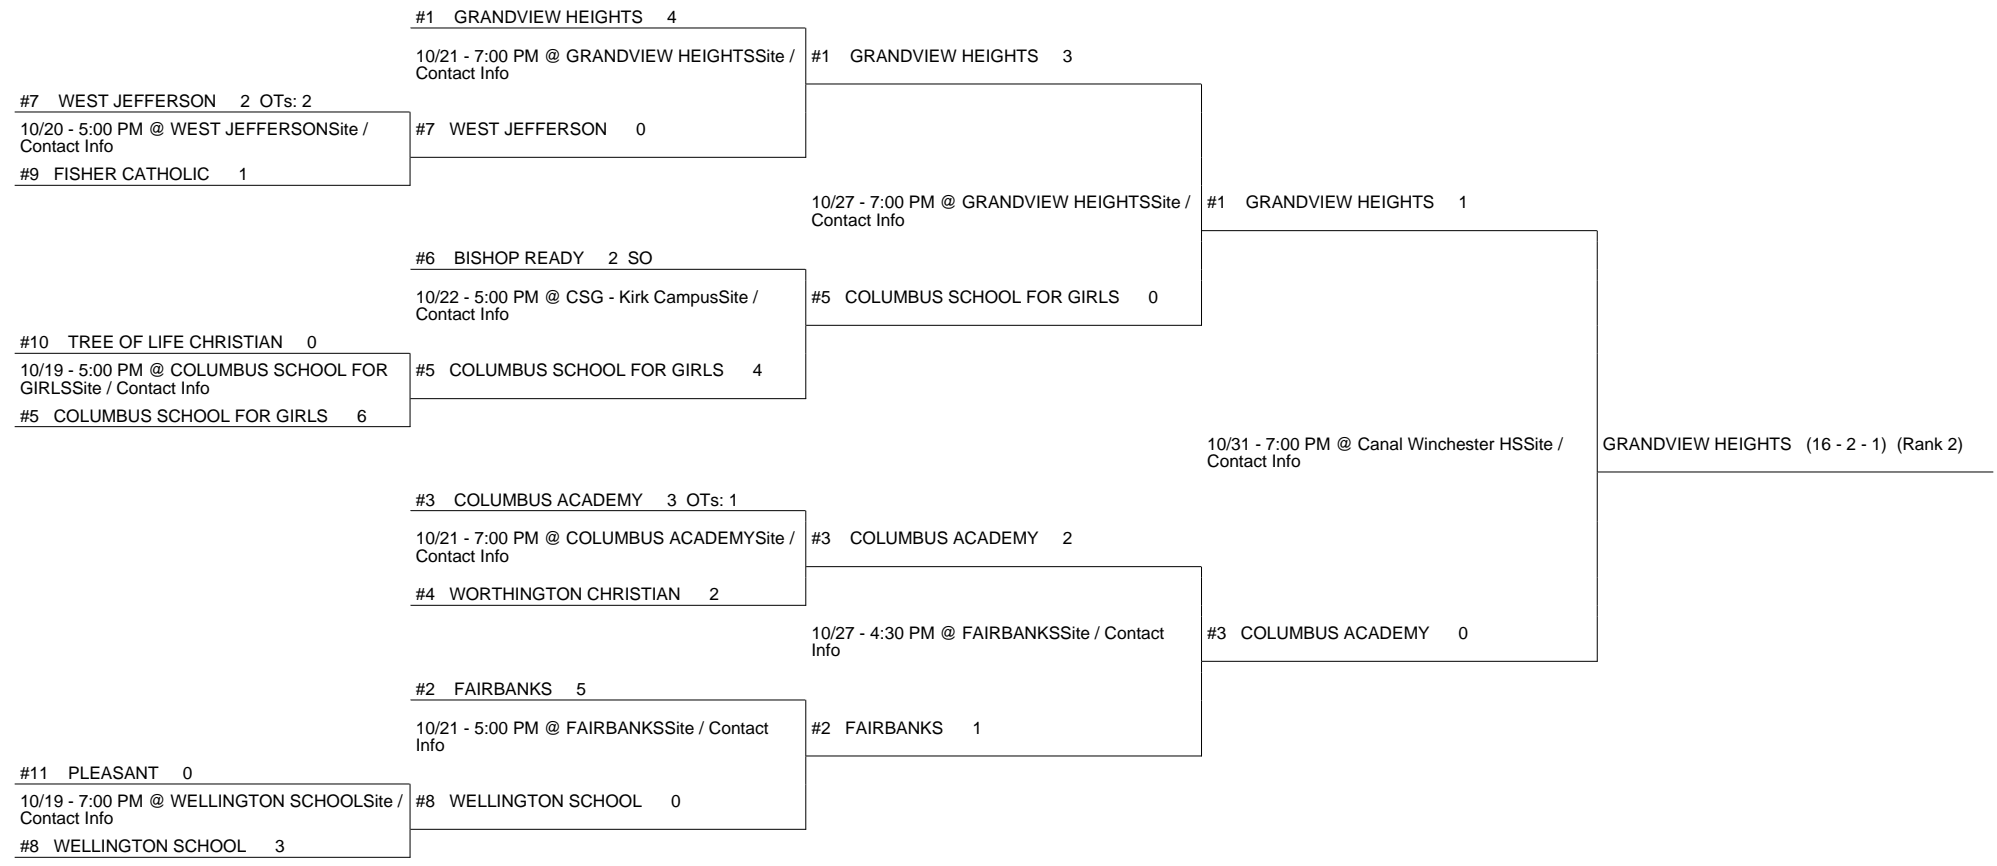 #1 GRANDVIEW HEIGHTS 4
10/21 - 7:00 PM @ GRANDVIEW HEIGHTSSite /
Contact Info
#1 GRANDVIEW HEIGHTS 3
#7 WEST JEFFERSON 2 OTs: 2
10/20 - 5:00 PM @ WEST JEFFERSONSite /
Contact Info
#7 WEST JEFFERSON 0
#9 FISHER CATHOLIC 1
10/27 - 7:00 PM @ GRANDVIEW HEIGHTSSite /
Contact Info
#1 GRANDVIEW HEIGHTS 1
#6 BISHOP READY 2 SO
10/22 - 5:00 PM @ CSG - Kirk CampusSite /
Contact Info
#5 COLUMBUS SCHOOL FOR GIRLS 0
#10 TREE OF LIFE CHRISTIAN 0
10/19 - 5:00 PM @ COLUMBUS SCHOOL FOR
GIRLSSite / Contact Info
#5 COLUMBUS SCHOOL FOR GIRLS 4
#5 COLUMBUS SCHOOL FOR GIRLS 6
10/31 - 7:00 PM @ Canal Winchester HSSite /
Contact Info
GRANDVIEW HEIGHTS (16 - 2 - 1) (Rank 2)
#3 COLUMBUS ACADEMY 3 OTs: 1
10/21 - 7:00 PM @ COLUMBUS ACADEMYSite /
Contact Info
#3 COLUMBUS ACADEMY 2
#4 WORTHINGTON CHRISTIAN 2
10/27 - 4:30 PM @ FAIRBANKSSite / Contact
Info
#3 COLUMBUS ACADEMY 0
#2 FAIRBANKS 5
10/21 - 5:00 PM @ FAIRBANKSSite / Contact
Info
#2 FAIRBANKS 1
#11 PLEASANT 0
10/19 - 7:00 PM @ WELLINGTON SCHOOLSite /
Contact Info
#8 WELLINGTON SCHOOL 0
#8 WELLINGTON SCHOOL 3